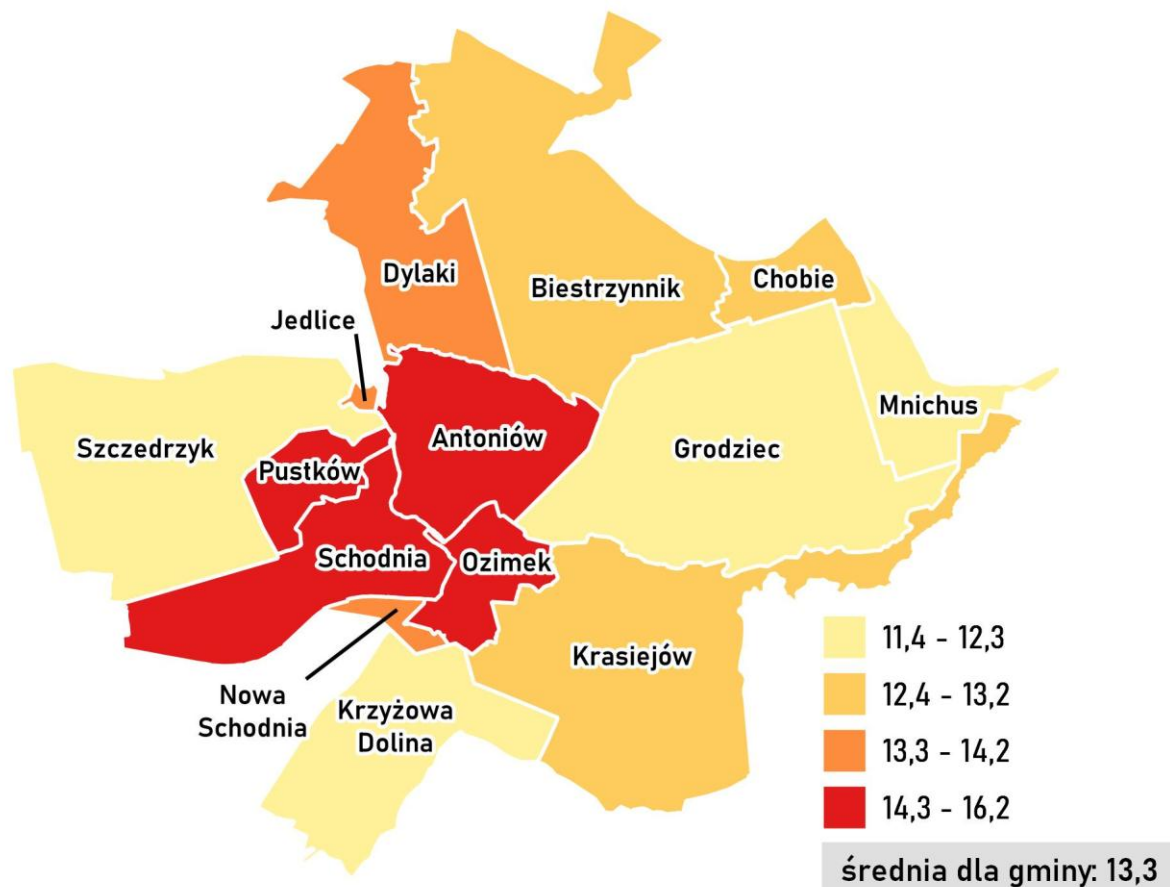 Dylaki
Biestrzynnik
Chobie
Jedlice
Mnichus
Szczedrzyk
Antoniów
Grodziec
Pustków
Schodnia
Ozimek
Krasiejów
Nowa
Schodnia
Krzyżowa
Dolina
11,4 - 12,3
12,4 - 13,2
13,3 - 14,2
14,3 - 16,2
średnia dla gminy: 13,3